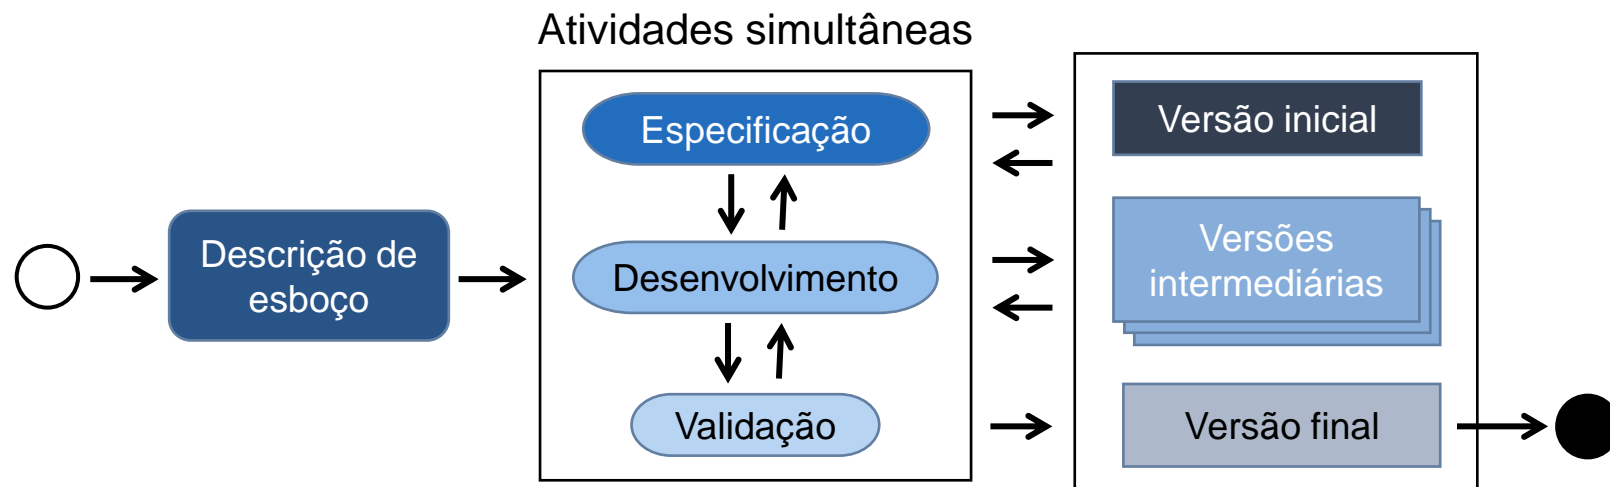 Atividades simultâneas
Descrição de
esboço
Especificação
Desenvolvimento
Validação
Versão inicial
Versões
intermediárias
Versão final